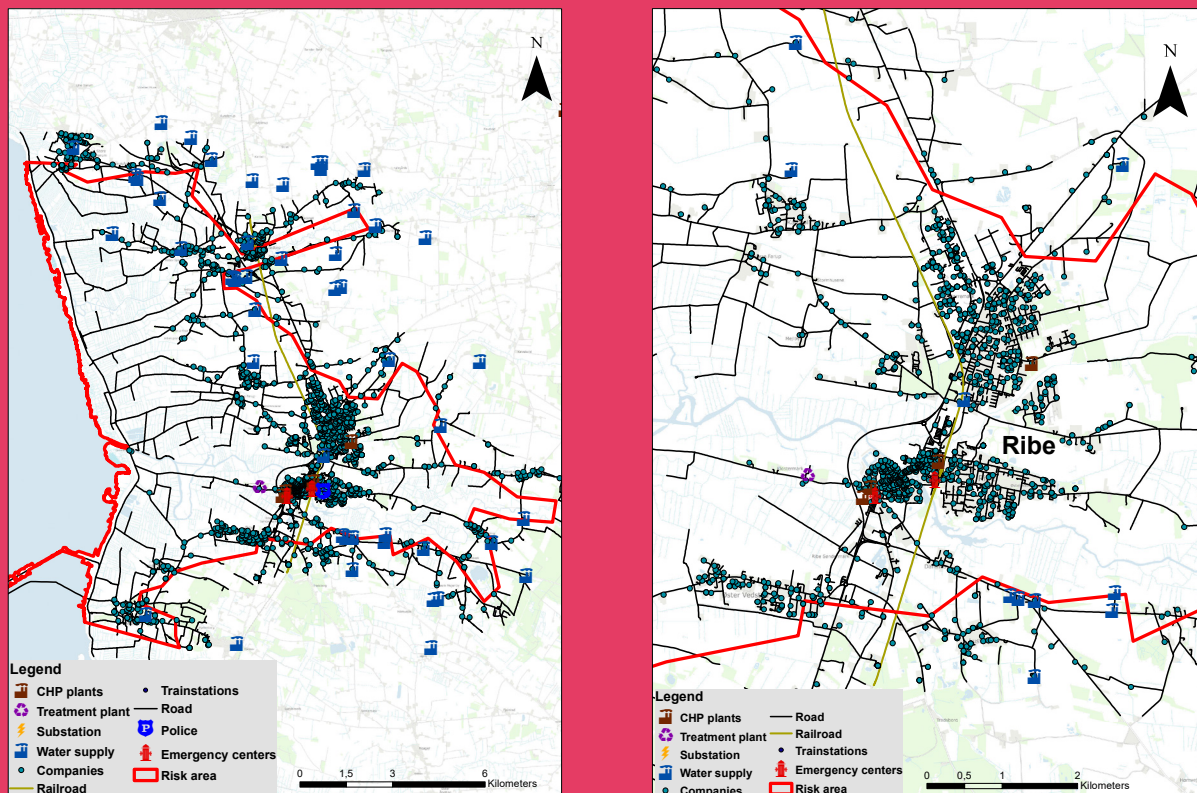 N
Legend
CHP plants
Treatment plant
Substation
Water supply
Companies
Railroad
Trainstations
Road
P Police
Emergency centers
Risk area
0 1,5 3 6
Kilometers
N
Ribe
Legend
CHP plants
Treatment plant
Substation
Water supply
Companies
Road
Railroad
Trainstations
Emergency centers
Risk area
0 0,5 1 2
Kilometers